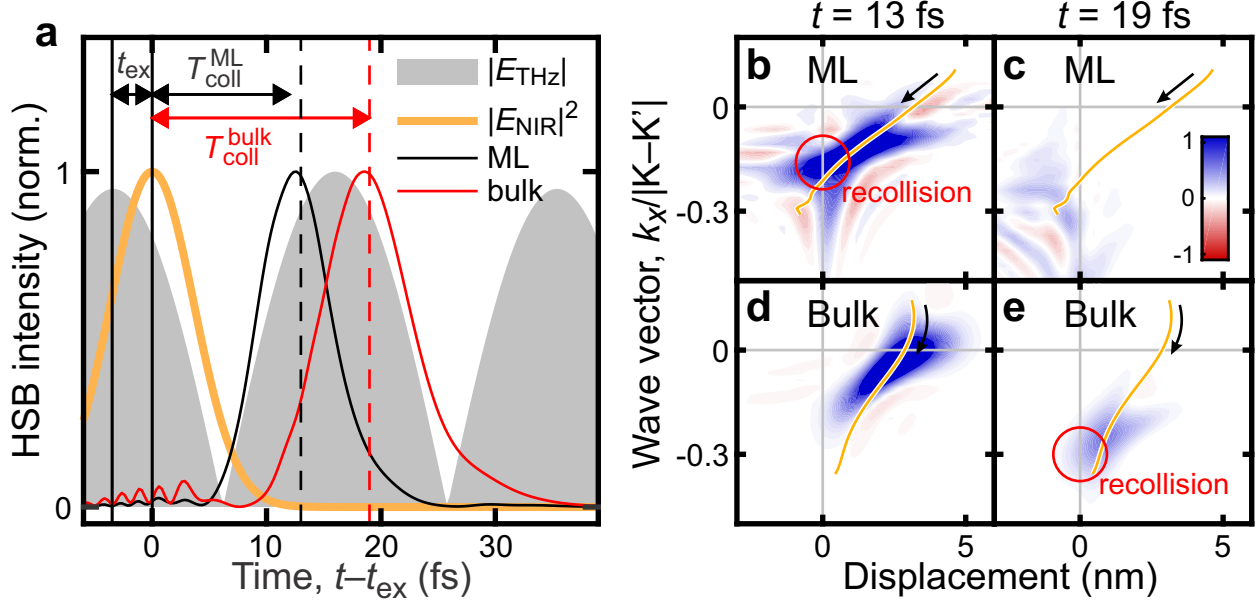 a
t_ex
T_coll^ML
T_coll^bulk
|E_THz|
|E_NIR|²
ML
bulk
HSB intensity (norm.)
1
0
0
10
20
30
Time, t–t_ex (fs)
t = 13 fs
t = 19 fs
b
ML
recollision
c
ML
1
0
-1
d
Bulk
e
Bulk
recollision
Wave vector, k_x/|K–K'|
0
-0.3
0
-0.3
0
5
0
5
Displacement (nm)